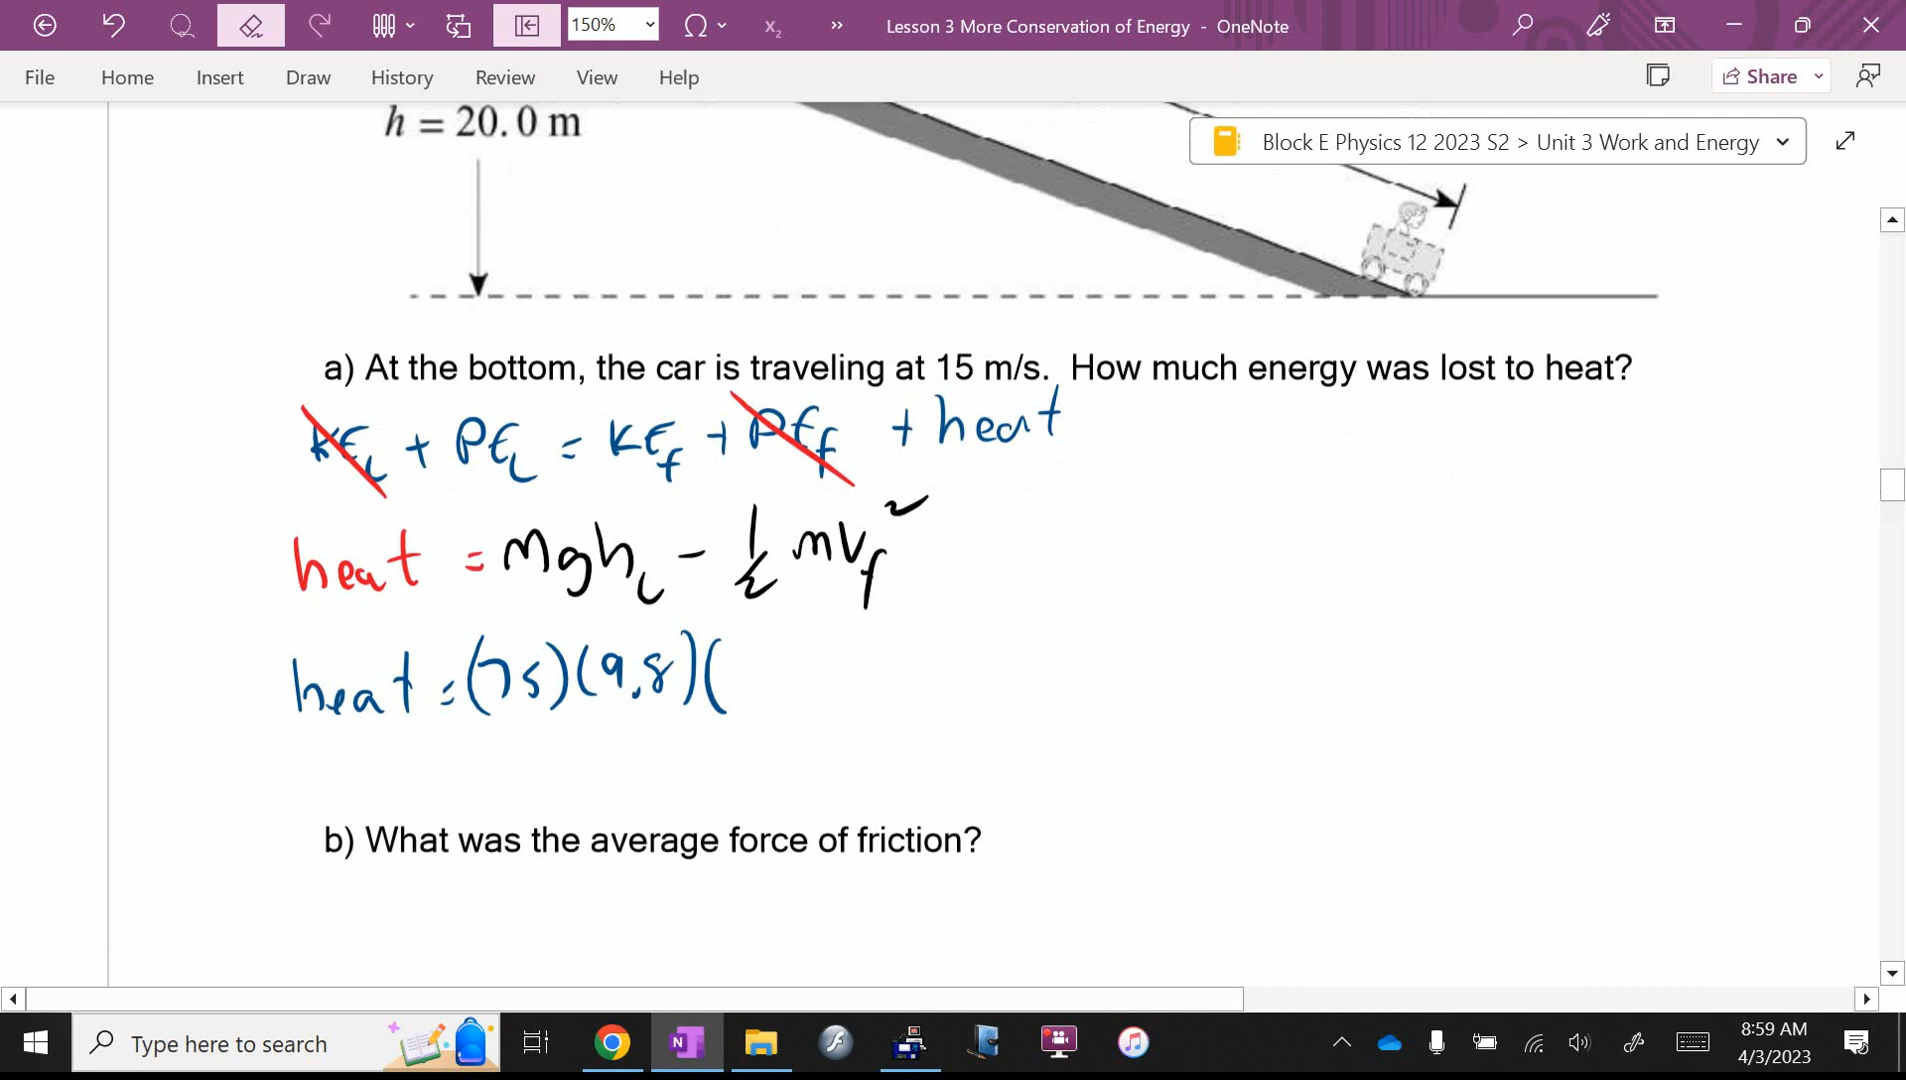 150%
Lesson 3 More Conservation of Energy - OneNote
File Home Insert Draw History Review View Help
Share
h = 20.0 m
Block E Physics 12 2023 S2 > Unit 3 Work and Energy
a) At the bottom, the car is traveling at 15 m/s. How much energy was lost to heat?
KEi + PEi = KEf + PEf + heat
heat = mghi - 1/2 mvf²
heat = (75)(9.8)(
b) What was the average force of friction?
Type here to search
8:59 AM
4/3/2023